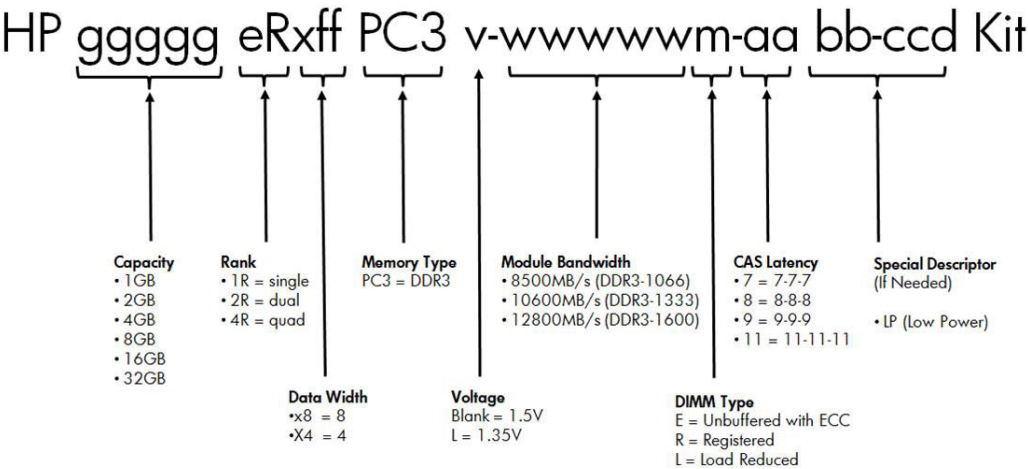 HP ggggg eRxff PC3 v-wwwwwm-aa bb-ccd Kit
Capacity
• 1GB
• 2GB
• 4GB
• 8GB
• 16GB
• 32GB
Rank
• 1R = single
• 2R = dual
• 4R = quad
Memory Type
PC3 = DDR3
Module Bandwidth
• 8500MB/s (DDR3-1066)
• 10600MB/s (DDR3-1333)
• 12800MB/s (DDR3-1600)
CAS Latency
• 7 = 7-7-7
• 8 = 8-8-8
• 9 = 9-9-9
• 11 = 11-11-11
Special Descriptor
(If Needed)
• LP (Low Power)
Data Width
•x8 = 8
•X4 = 4
Voltage
Blank = 1.5V
L = 1.35V
DIMM Type
E = Unbuffered with ECC
R = Registered
L = Load Reduced